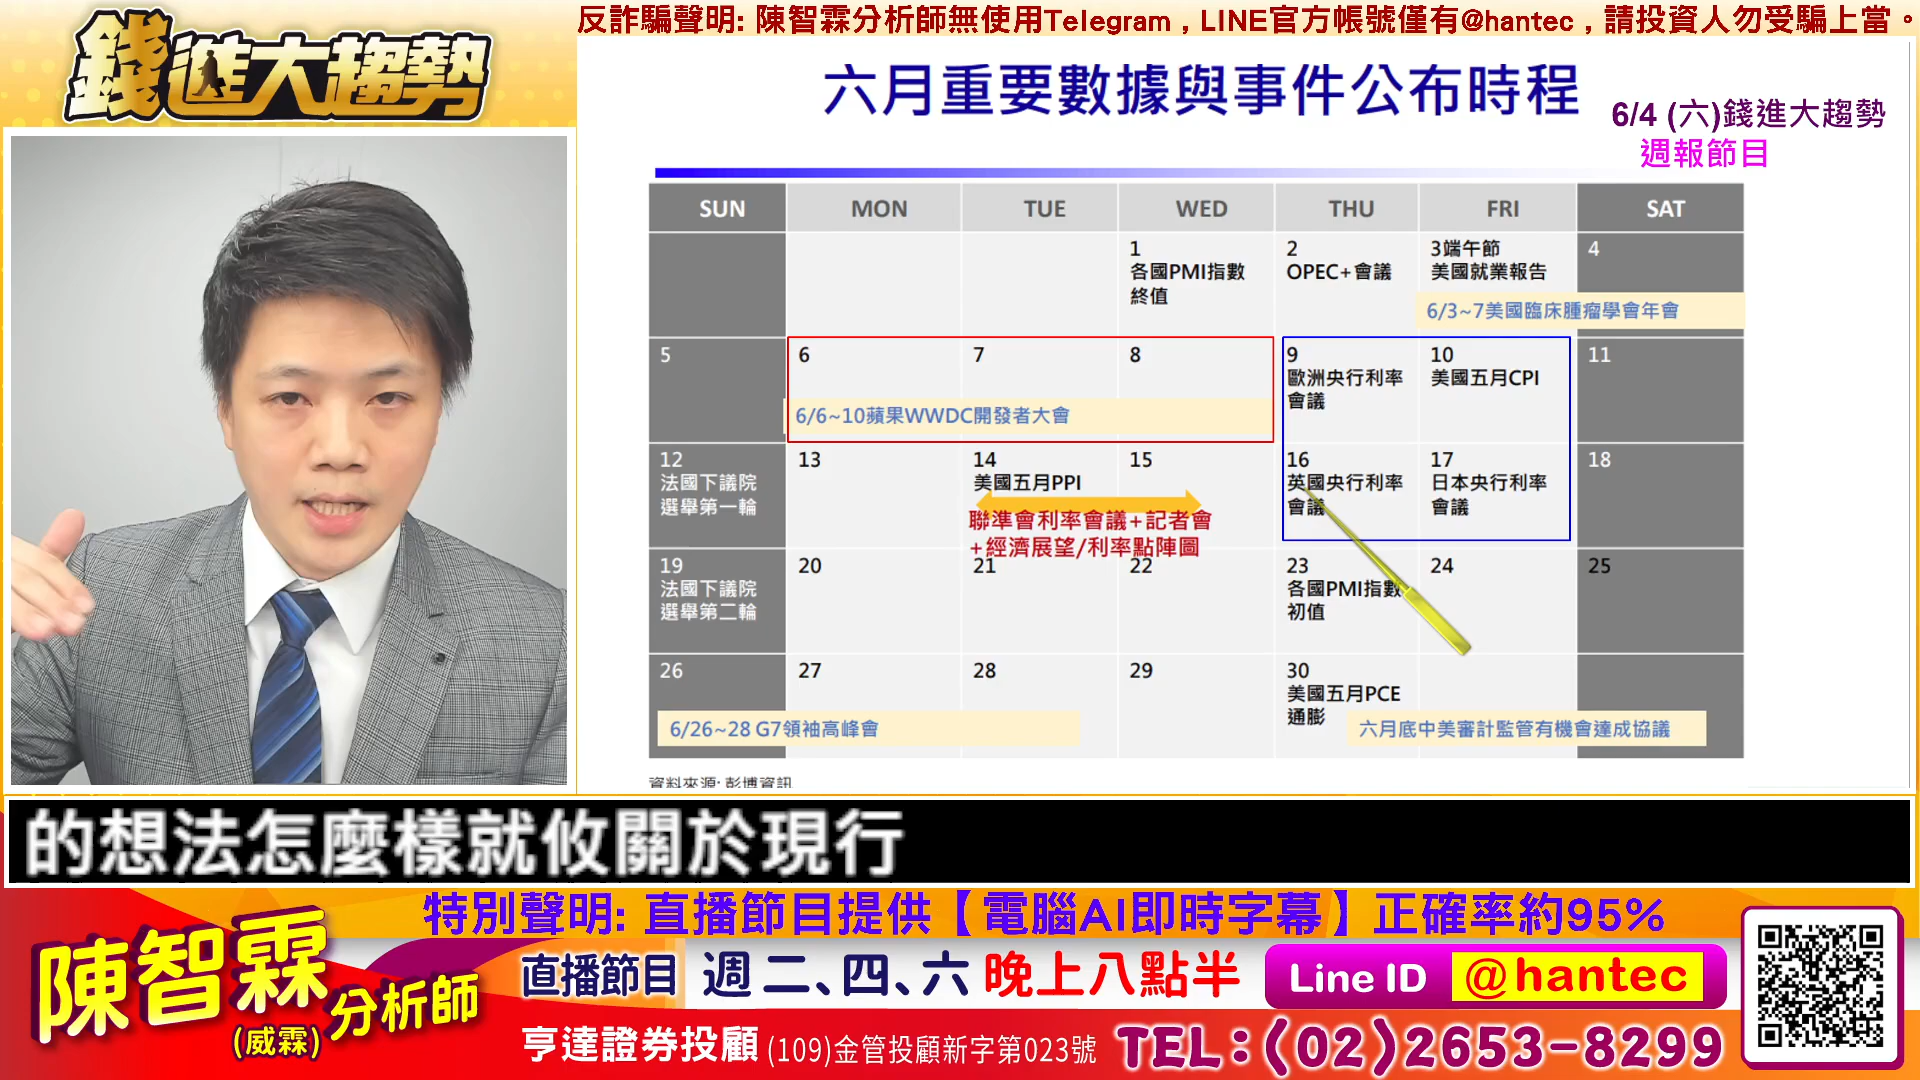 錢進大趨勢
反詐騙聲明: 陳智霖分析師無使用Telegram , LINE官方帳號僅有@hantec , 請投資人勿受騙上當。
六月重要數據與事件公布時程
6/4 (六)錢進大趨勢
週報節目
SUN MON TUE WED THU FRI SAT
1
各國PMI指數
終值
2
OPEC+會議
3端午節
美國就業報告
4
6/3~7美國臨床腫瘤學會年會
5
6
7
8
6/6~10蘋果WWDC開發者大會
9
歐洲央行利率
會議
10
美國五月CPI
11
12
法國下議院
選舉第一輪
13
14
美國五月PPI
15
聯準會利率會議+記者會
+經濟展望/利率點陣圖
16
英國央行利率
會議
17
日本央行利率
會議
18
19
法國下議院
選舉第二輪
20
21
22
23
各國PMI指數
初值
24
25
26
27
28
6/26~28 G7領袖高峰會
29
30
美國五月PCE
通膨
六月底中美審計監管有機會達成協議
資料來源: 彭博資訊
的想法怎麼樣就攸關於現行
特別聲明: 直播節目提供【電腦AI即時字幕】正確率約95%
陳智霖分析師
(威霖)
直播節目 週二、四、六 晚上八點半
Line ID @hantec
亨達證券投顧 (109)金管投顧新字第023號 TEL:(02)2653-8299